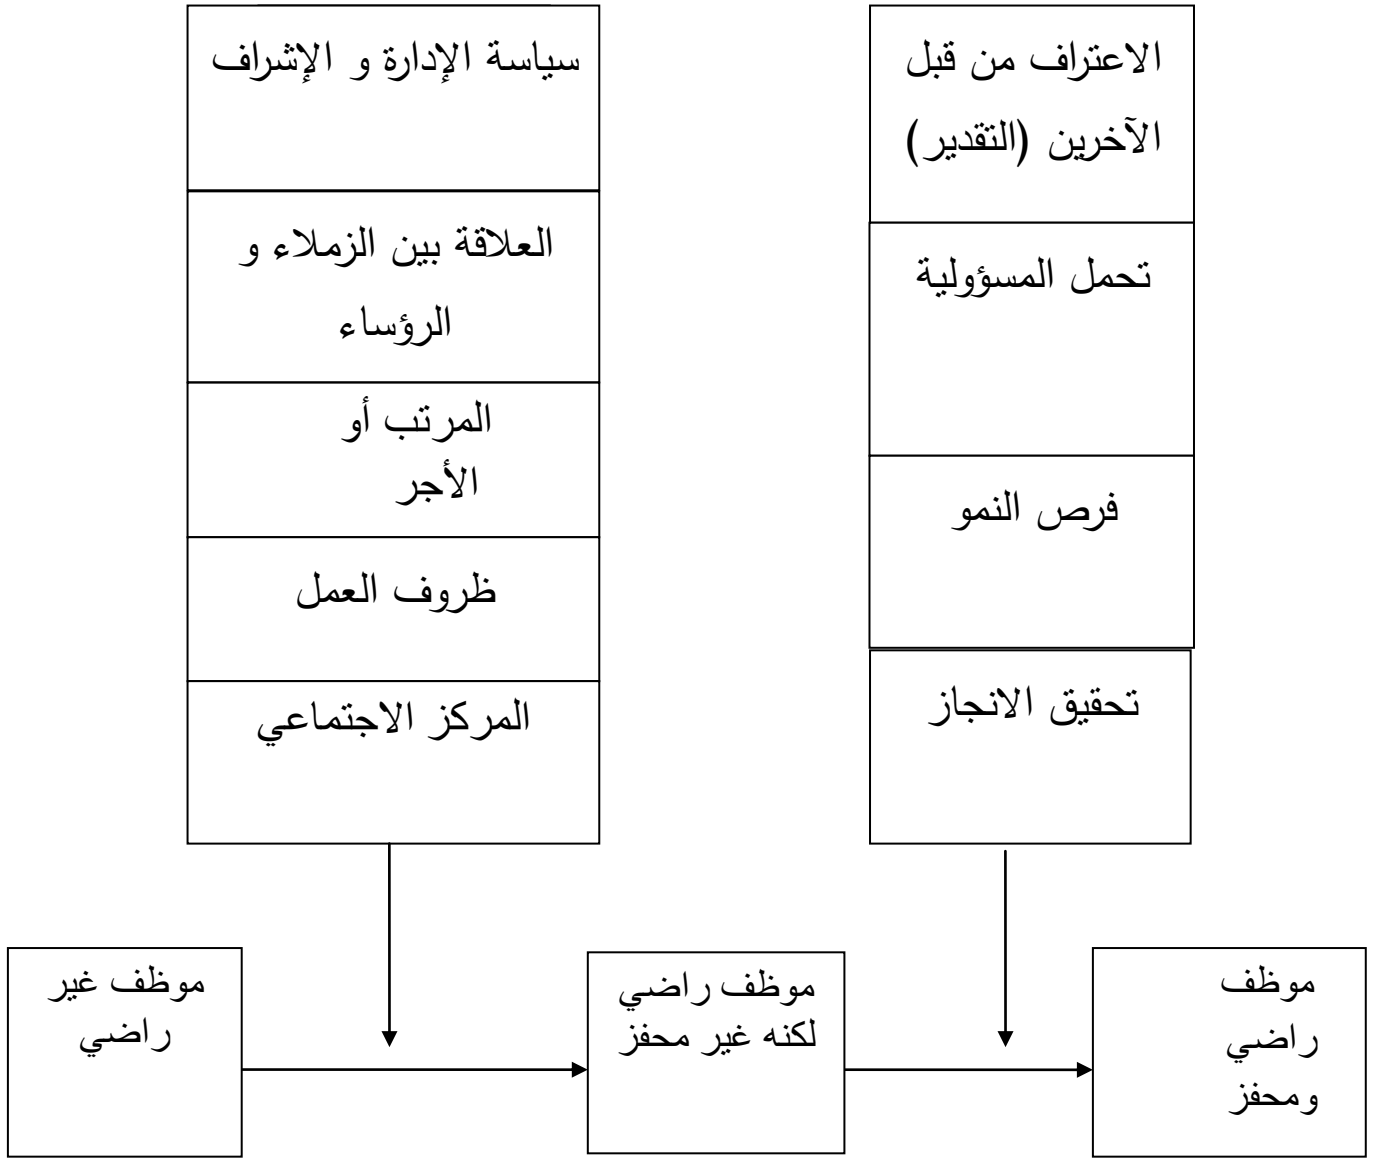 الاعتراف من قبل
الآخرين (التقدير)
تحمل المسؤولية
فرص النمو
تحقيق الانجاز
سياسة الإدارة و الإشراف
العلاقة بين الزملاء و
الرؤساء
المرتب أو
الأجر
ظروف العمل
المركز الاجتماعي
موظف
راضي
ومحفز
موظف راضي
لكنه غير محفز
موظف غير
راضي